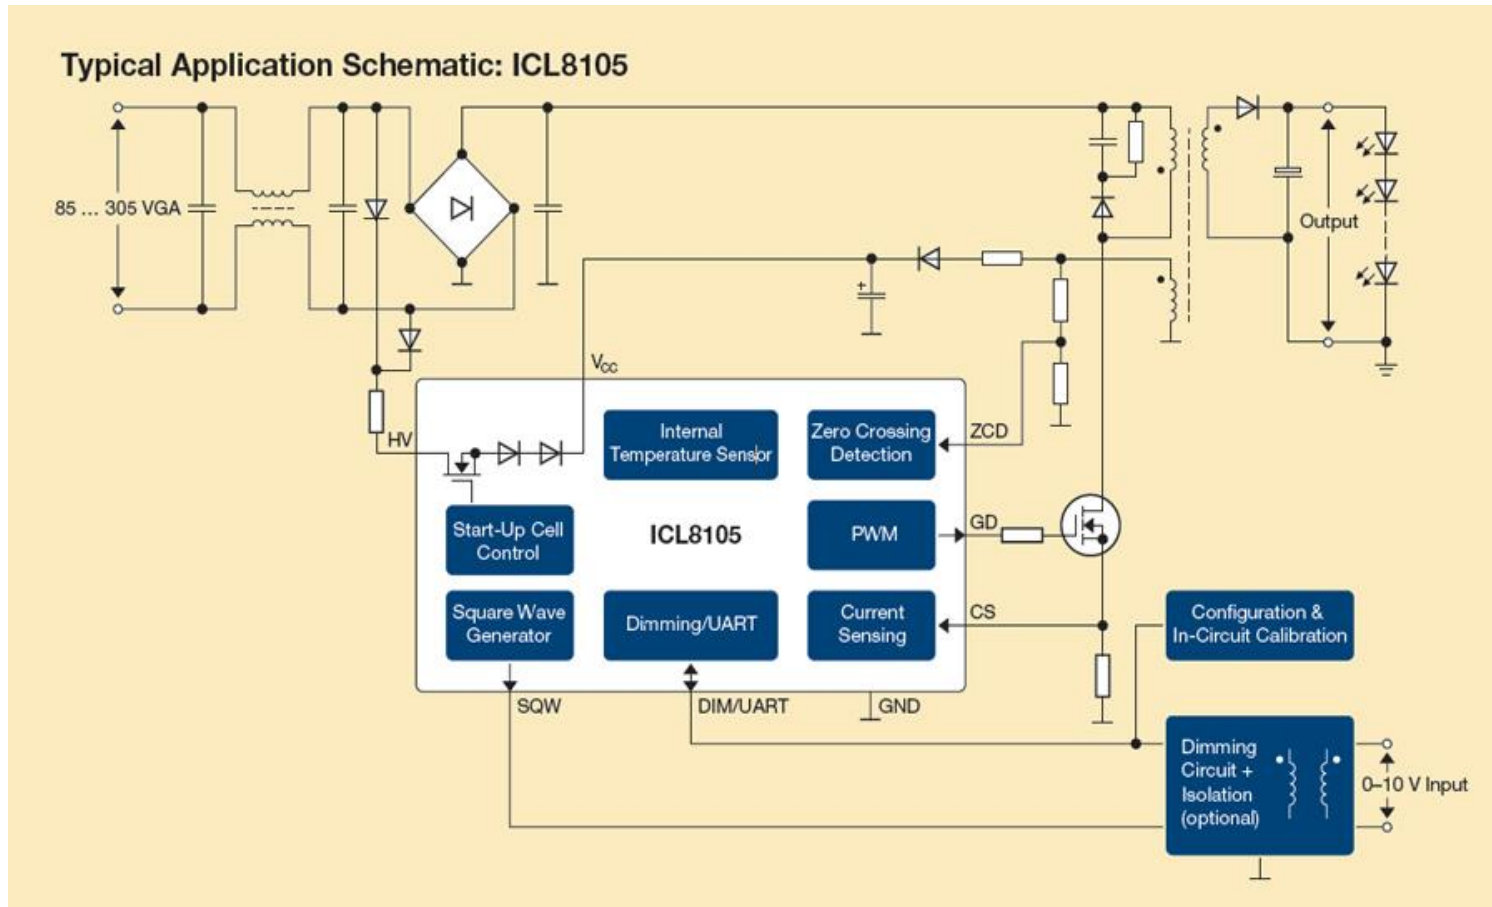 Typical Application Schematic: ICL8105
85 ... 305 VGA
Output
+
VCC
HV
Internal
Temperature Sensor
Zero Crossing
Detection
ZCD
Start-Up Cell
Control
ICL8105
PWM
GD
Square Wave
Generator
Dimming/UART
Current
Sensing
CS
Configuration &
In-Circuit Calibration
SQW
DIM/UART
GND
Dimming
Circuit +
Isolation
(optional)
0–10 V Input